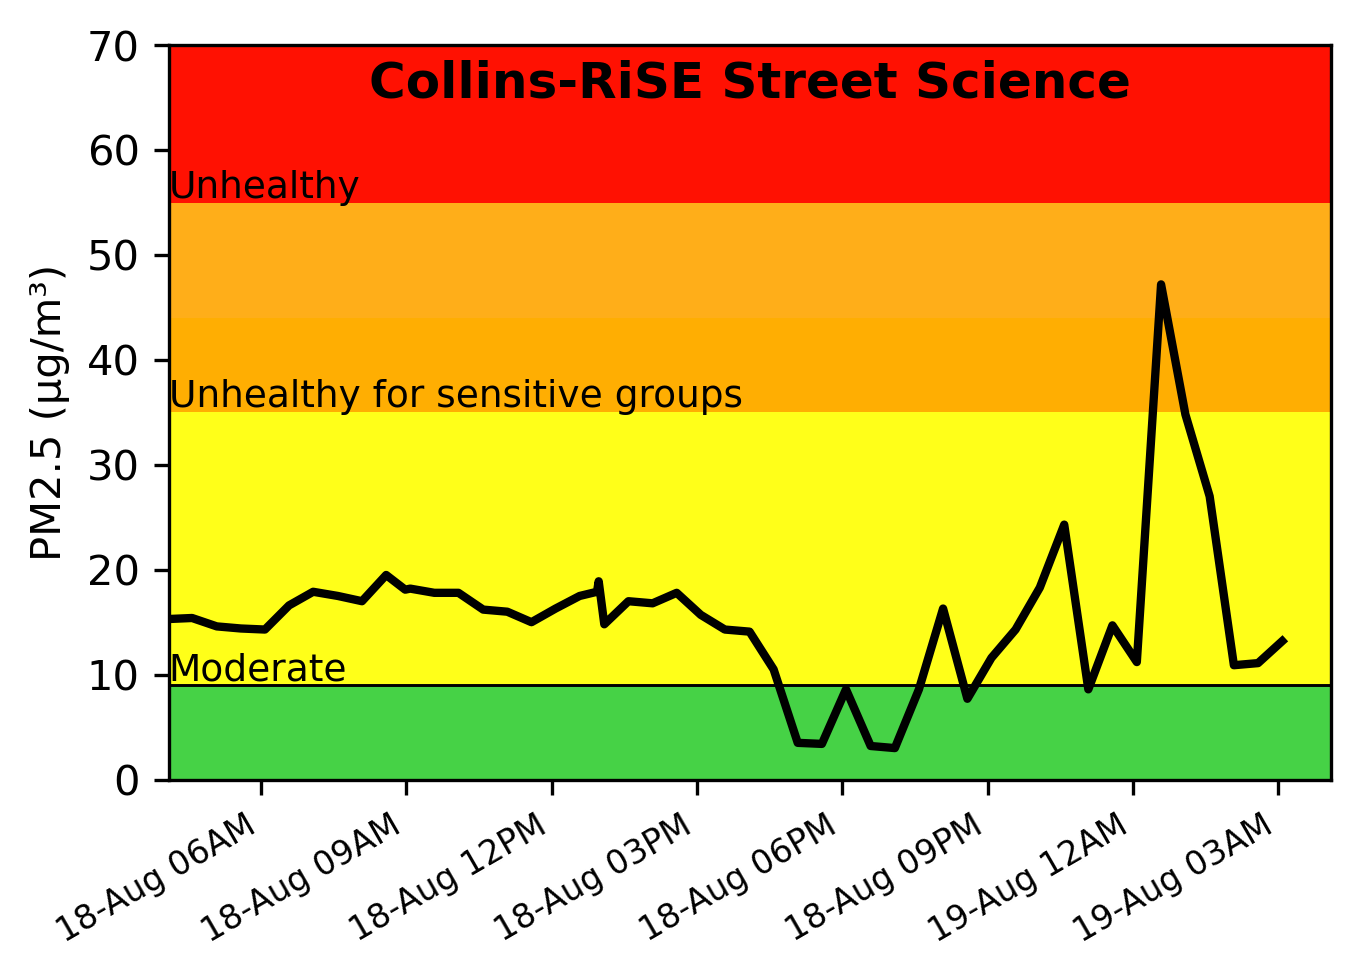 Collins-RiSE Street Science
70
60
50
40
30
20
10
0
PM2.5 (µg/m³)
Unhealthy
Unhealthy for sensitive groups
Moderate
18-Aug 06AM
18-Aug 09AM
18-Aug 12PM
18-Aug 03PM
18-Aug 06PM
18-Aug 09PM
19-Aug 12AM
19-Aug 03AM